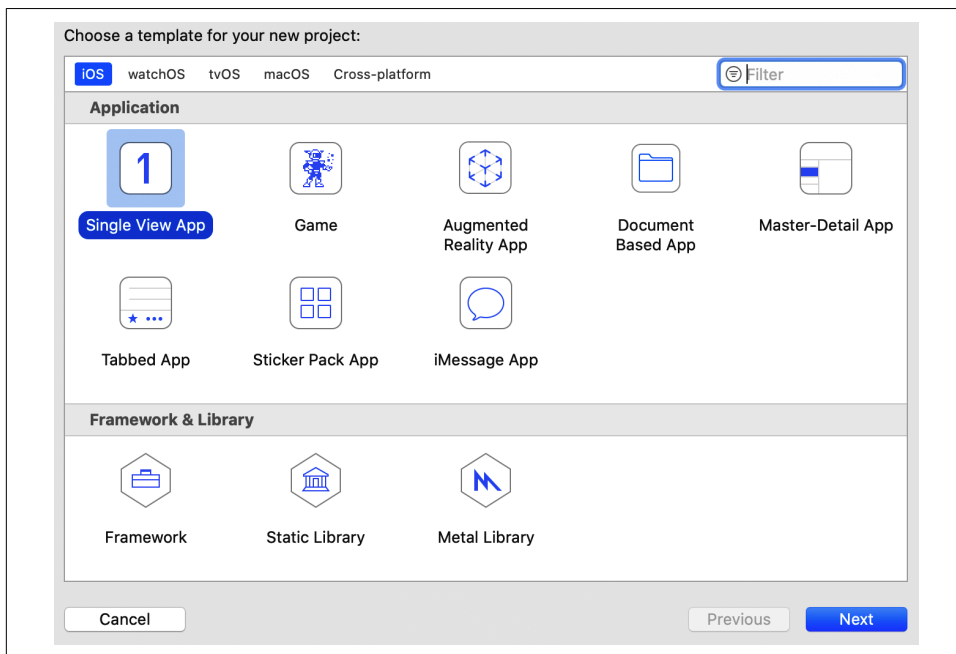 Choose a template for your new project:
iOS watchOS tvOS macOS Cross-platform Filter
Application
1
Single View App Game Augmented Reality App Document Based App Master-Detail App
Tabbed App Sticker Pack App iMessage App
Framework & Library
Framework Static Library Metal Library
Cancel Previous Next